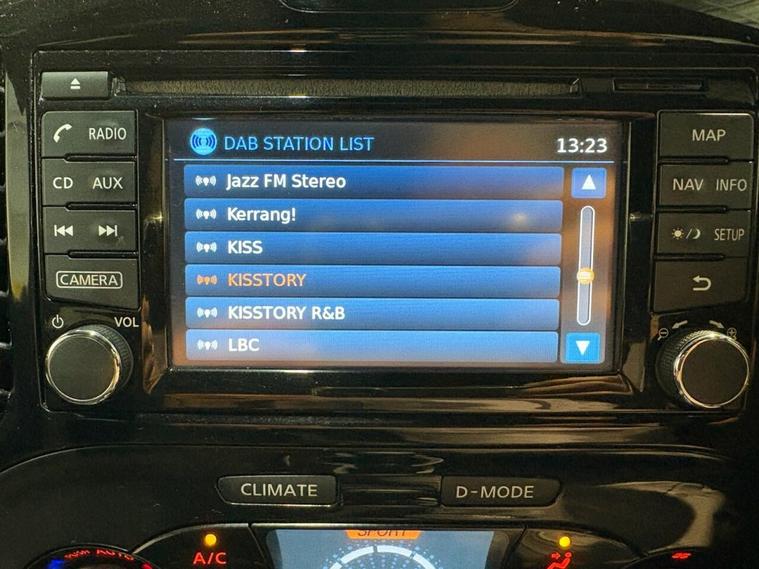 DAB STATION LIST 13:23
RADIO
MAP
Jazz FM Stereo
CD AUX
NAV INFO
Kerrang!
KISS
SETUP
CAMERA
KISSTORY
KISSTORY R&B
VOL
LBC
CLIMATE
D-MODE
SPORT
AUTO
A/C